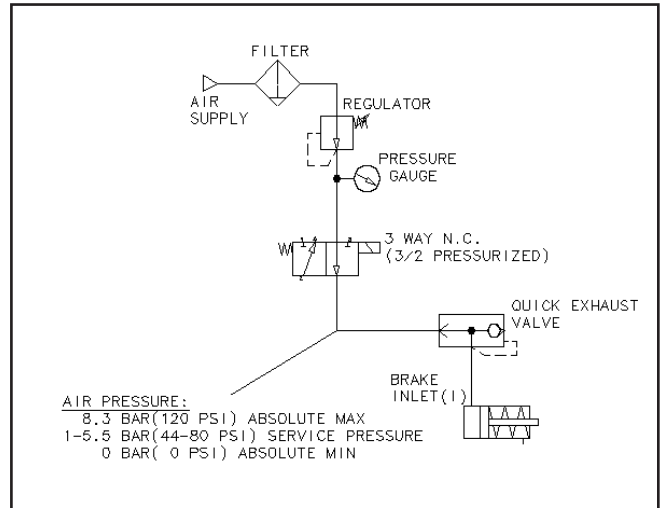 FILTER
AIR
SUPPLY
REGULATOR
PRESSURE
GAUGE
3 WAY N.C.
(3/2 PRESSURIZED)
QUICK EXHAUST
VALVE
BRAKE
INLET(1)
AIR PRESSURE:
8.3 BAR(120 PSI) ABSOLUTE MAX
1-5.5 BAR(44-80 PSI) SERVICE PRESSURE
0 BAR( 0 PSI) ABSOLUTE MIN